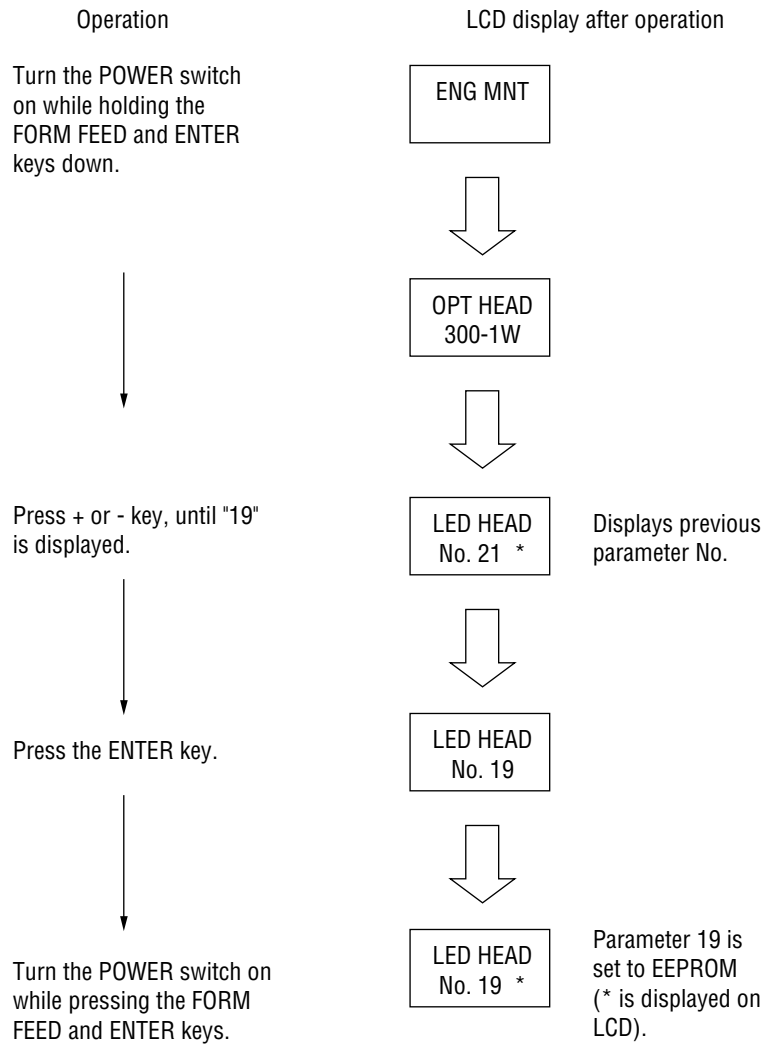 Operation
LCD display after operation
Turn the POWER switch
on while holding the
FORM FEED and ENTER
keys down.
ENG MNT
OPT HEAD
300-1W
Press + or - key, until "19"
is displayed.
LED HEAD
No. 21 *
Displays previous
parameter No.
Press the ENTER key.
LED HEAD
No. 19
Turn the POWER switch on
while pressing the FORM
FEED and ENTER keys.
LED HEAD
No. 19 *
Parameter 19 is
set to EEPROM
(* is displayed on
LCD).